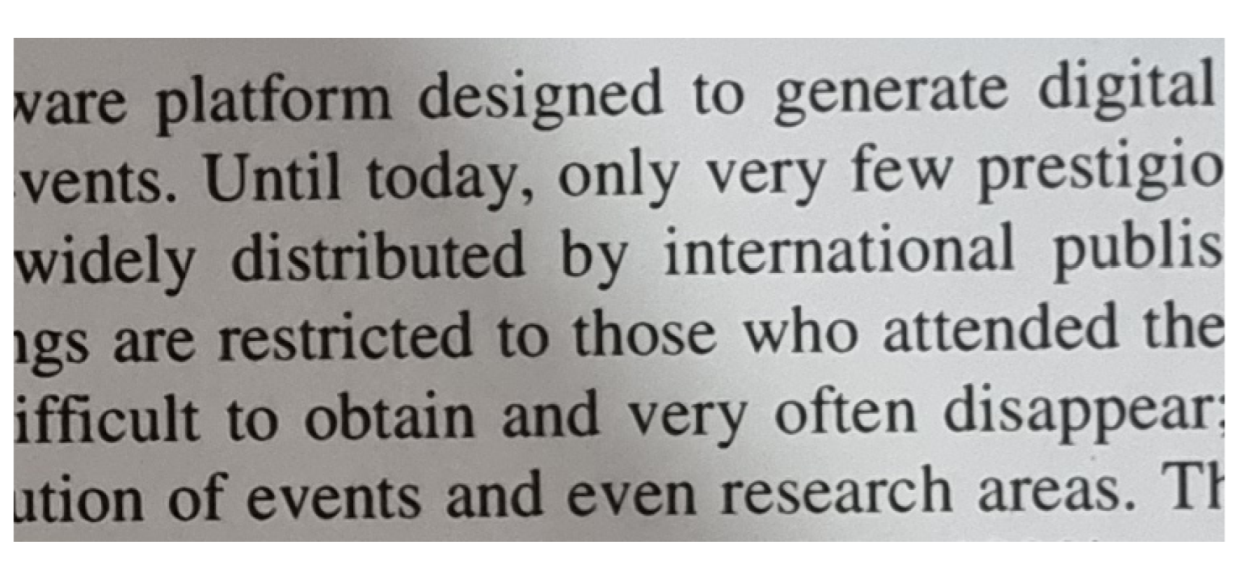 ware platform designed to generate digital
vents. Until today, only very few prestigio
widely distributed by international publis
ngs are restricted to those who attended the
ifficult to obtain and very often disappear;
ution of events and even research areas. Th